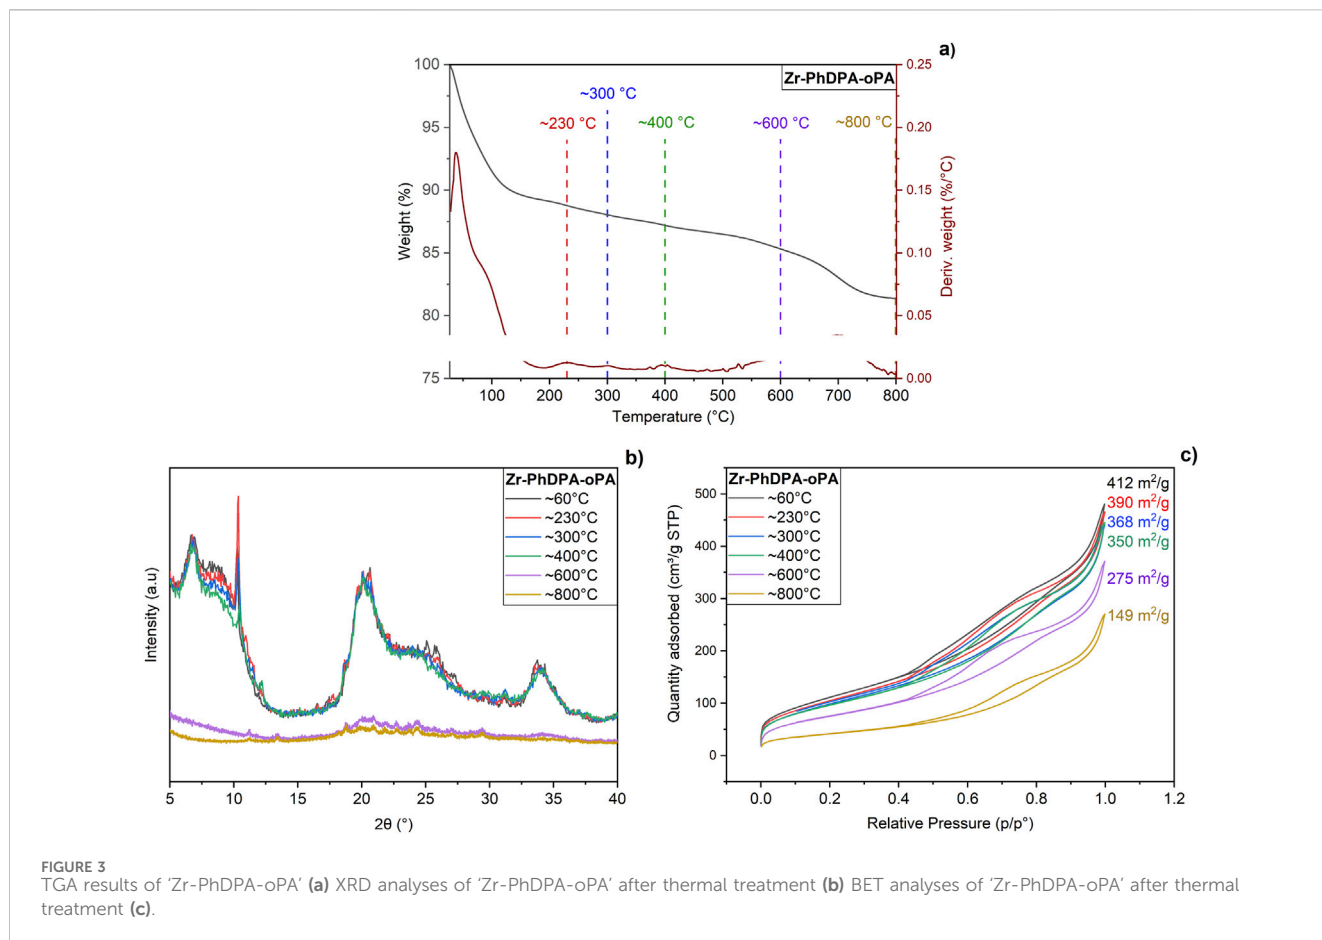 a)
Zr-PhDPA-oPA
~230 °C
~300 °C
~400 °C
~600 °C
~800 °C
Weight (%)
100
95
90
85
80
75
Deriv. weight (%/°C)
0.25
0.20
0.15
0.10
0.05
0.00
100 200 300 400 500 600 700 800
Temperature (°C)
b)
Zr-PhDPA-oPA
~60°C
~230°C
~300°C
~400°C
~600°C
~800°C
Intensity (a.u)
5 10 15 20 25 30 35 40
2θ (°)
c)
Zr-PhDPA-oPA
~60°C
~230°C
~300°C
~400°C
~600°C
~800°C
412 m²/g
390 m²/g
368 m²/g
350 m²/g
275 m²/g
149 m²/g
Quantity adsorbed (cm³/g STP)
500
400
300
200
100
0
0.0 0.2 0.4 0.6 0.8 1.0 1.2
Relative Pressure (p/p°)
FIGURE 3
TGA results of ‘Zr-PhDPA-oPA’ (a) XRD analyses of ‘Zr-PhDPA-oPA’ after thermal treatment (b) BET analyses of ‘Zr-PhDPA-oPA’ after thermal
treatment (c).